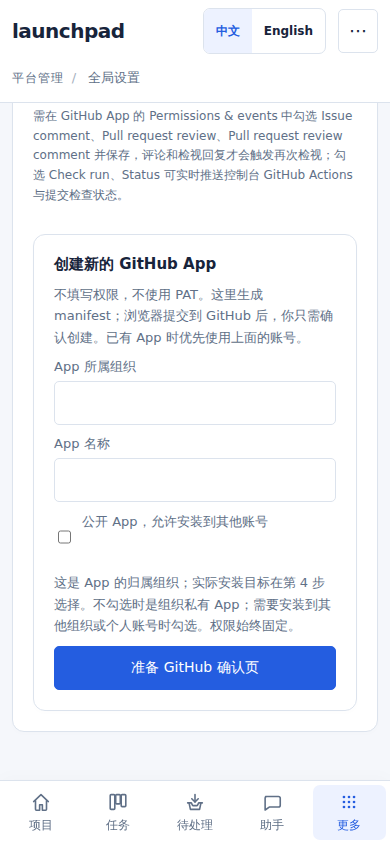 launchpad
中文 English
平台管理 / 全局设置
需在 GitHub App 的 Permissions & events 中勾选 Issue
comment、Pull request review、Pull request review
comment 并保存，评论和检视回复才会触发再次检视；勾
选 Check run、Status 可实时推送控制台 GitHub Actions
与提交检查状态。
创建新的 GitHub App
不填写权限，不使用 PAT。这里生成
manifest；浏览器提交到 GitHub 后，你只需确
认创建。已有 App 时优先使用上面的账号。
App 所属组织
App 名称
公开 App，允许安装到其他账号
这是 App 的归属组织；实际安装目标在第 4 步
选择。不勾选时是组织私有 App；需要安装到其
他组织或个人账号时勾选。权限始终固定。
准备 GitHub 确认页
项目 任务 待处理 助手 更多